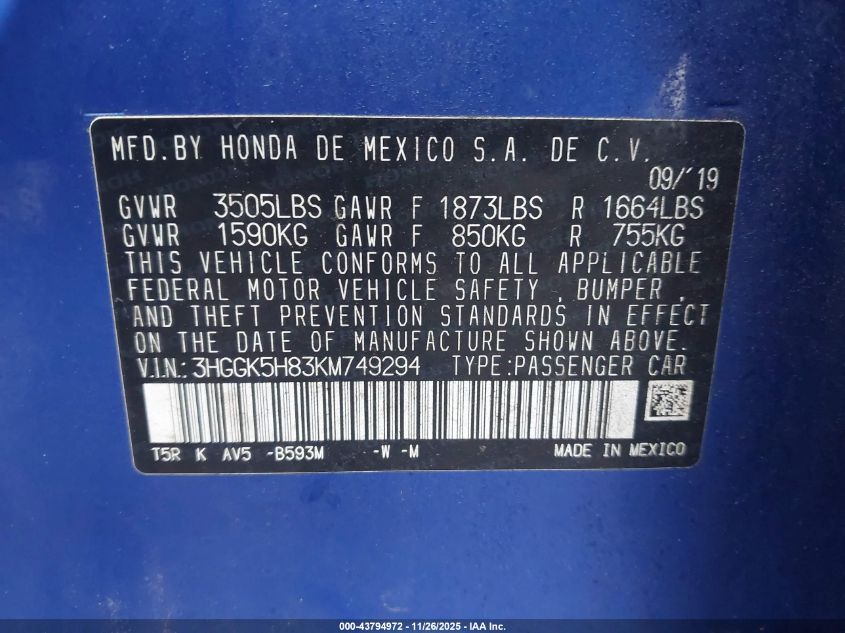 MFD.BY HONDA DE MEXICO S.A. DE C.V.
09/'19
GVWR 3505LBS GAWR F 1873LBS R 1664LBS
GVWR 1590KG GAWR F 850KG R 755KG
THIS VEHICLE CONFORMS TO ALL APPLICABLE
FEDERAL MOTOR VEHICLE SAFETY , BUMPER ,
AND THEFT PREVENTION STANDARDS IN EFFECT
ON THE DATE OF MANUFACTURE SHOWN ABOVE.
V.I.N.: 3HGGK5H83KM749294 TYPE:PASSENGER CAR
T5R K AV5 -B593M -W -M MADE IN MEXICO
000-43794972 | 11/26/2025 - IAA Inc.